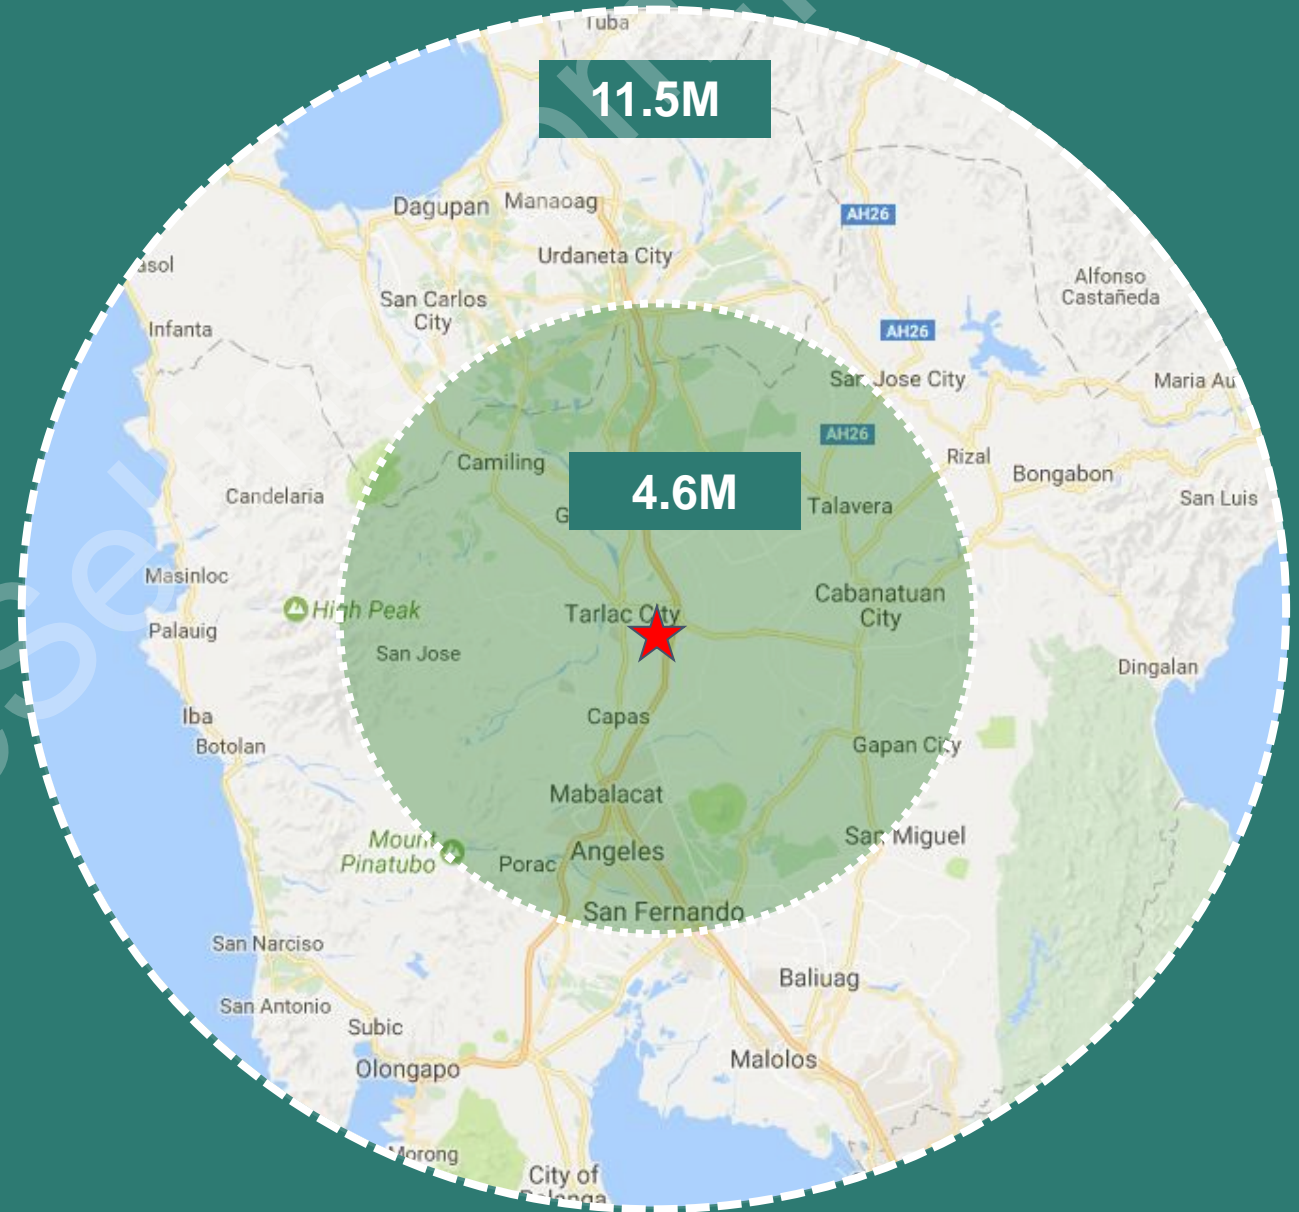 Tuba
11.5M
Dagupan
Manaoag
AH26
Urdaneta City
asol
Alfonso
Castañeda
San Carlos
City
Infanta
AH26
San Jose City
Maria Au
AH26
Camiling
Rizal
Bongabon
4.6M
Candelaria
San Luis
Talavera
G
Masinloc
Cabanatuan
City
High Peak
Tarlac City
Palauig
San Jose
Dingalan
Iba
Capas
Botolan
Gapan City
Mabalacat
Mount
Pinatubo
San Miguel
Angeles
Porac
San Fernando
San Narciso
Baliuag
San Antonio
Subic
Malolos
Olongapo
Morong
City of
Balanga